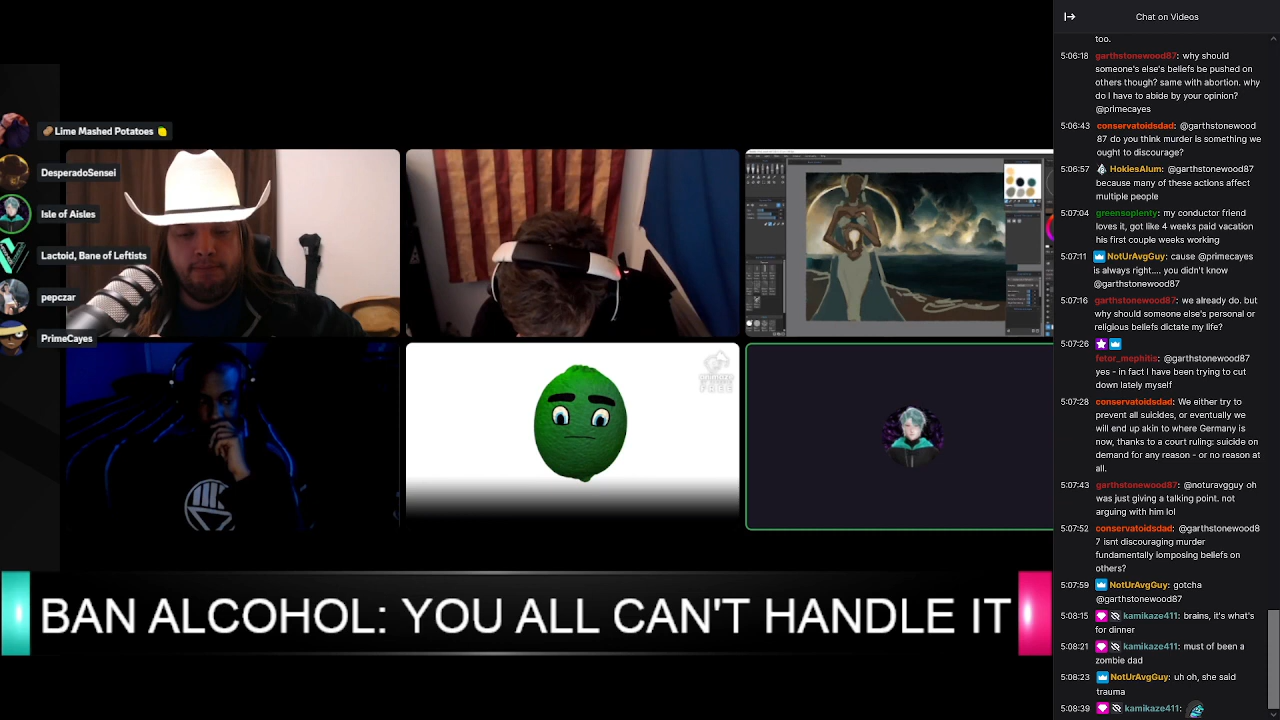 Chat on Videos
too.
garthstonewood87: why should
5:06:18
someone's else's beliefs be pushed on
others though? same with abortion. why
do I have to abide by your opinion?
@primecayes
5:06:43 conservatoidsdad: @garthstonewood
87 do you think murder is something we
ought to discourage?
5:06:57 HokiesAlum: @garthstonewood87
because many of these actions affect
multiple people
5:07:04 greensoplenty: my conductor friend
loves it, got like 4 weeks paid vacation
his first couple weeks working
5:07:11 NotUrAvgGuy: cause @primecayes
is always right.... you didn't know
@garthstonewood87?
5:07:16 garthstonewood87: we already do. but
why should someone else's personal or
religious beliefs dictate my life?
5:07:26
fetor_mephitis: @garthstonewood87
yes - in fact I have been trying to cut
down lately myself
5:07:28 conservatoidsdad: We either try to
prevent all suicides, or eventually we
will end up akin to where Germany is
now, thanks to a court ruling: suicide on
demand for any reason - or no reason at
all.
5:07:43 garthstonewood87: @noturavgguy oh
was just giving a talking point. not
arguing with him lol
5:07:52 conservatoidsdad: @garthstonewood8
7 isnt discouraging murder
fundamentally Iomposing beliefs on
others?
5:07:59 NotUrAvgGuy: gotcha
@garthstonewood87
5:08:15 kamikaze411: brains, it's what's
for dinner
5:08:21 kamikaze411: must of been a
zombie dad
5:08:23 NotUrAvgGuy: uh oh, she said
trauma
5:08:39 kamikaze411:
Lime Mashed Potatoes
DesperadoSensei
Isle of Aisles
Lactoid, Bane of Leftists
pepczar
PrimeCayes
FREE
BAN ALCOHOL: YOU ALL CAN'T HANDLE IT